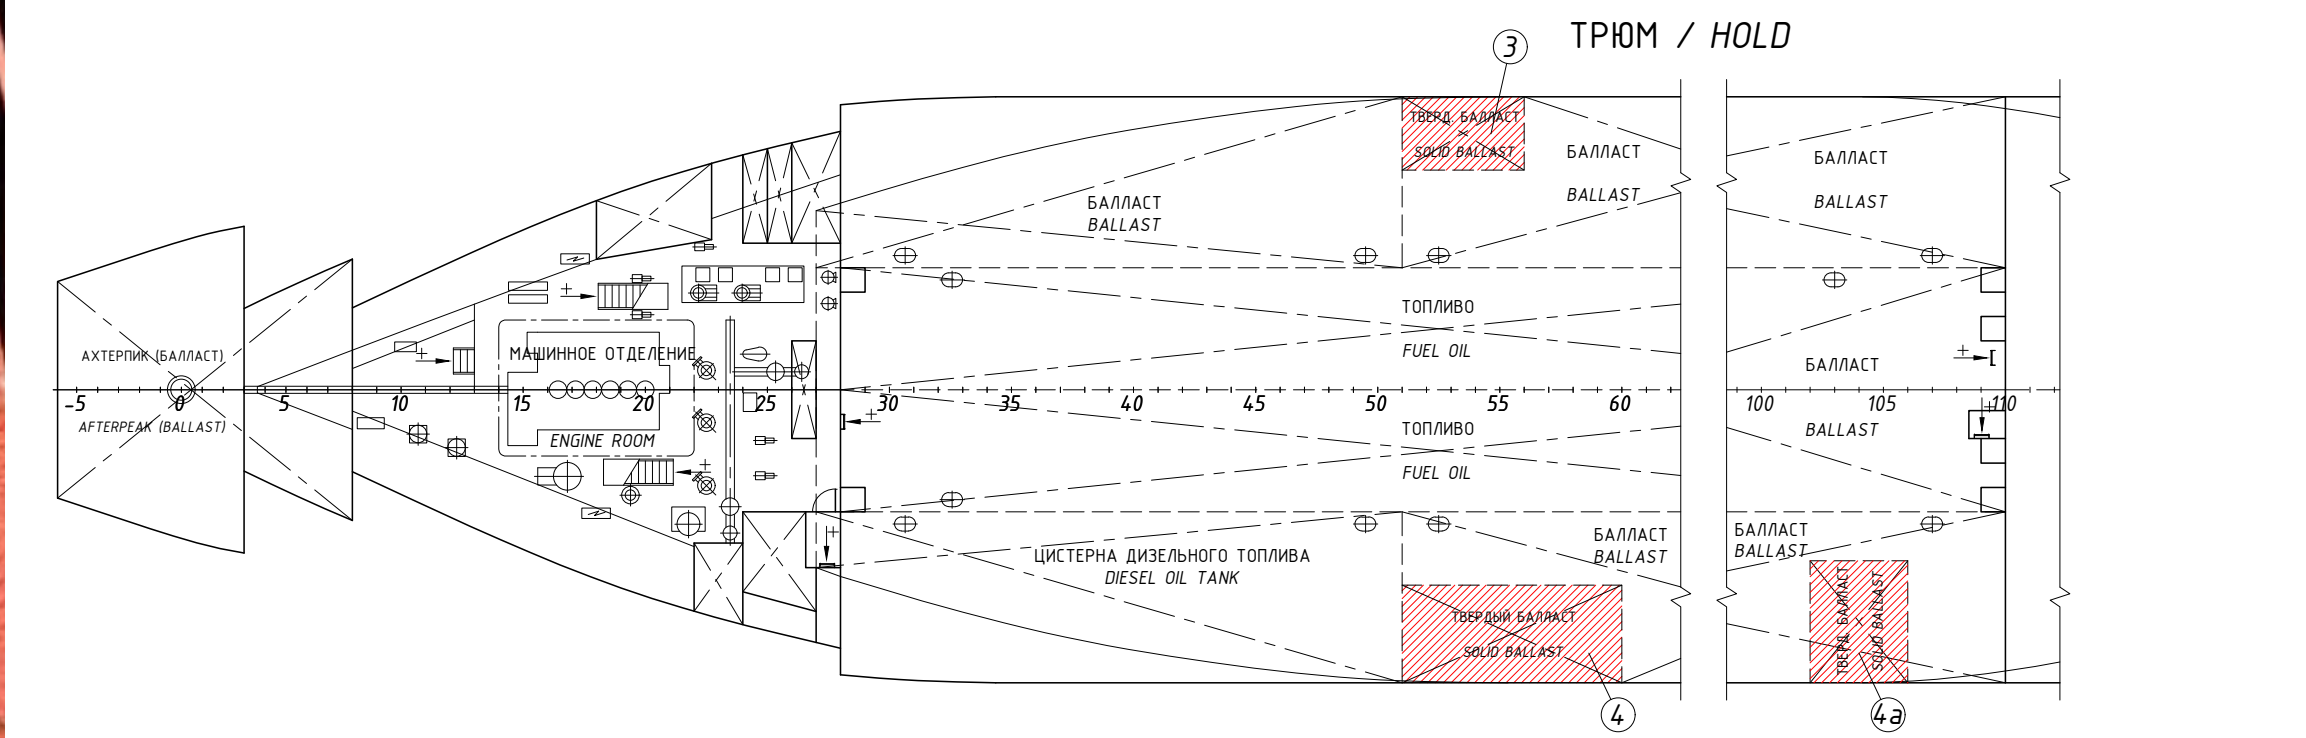 ТРЮМ / HOLD
3
ТВЕРД. БАЛЛАСТ
SOLID BALLAST
БАЛЛАСТ
BALLAST
БАЛЛАСТ
BALLAST
БАЛЛАСТ
BALLAST
ТОПЛИВО
FUEL OIL
АХТЕРПИК (БАЛЛАСТ)
AFTERPEAK (BALLAST)
МАШИННОЕ ОТДЕЛЕНИЕ
ENGINE ROOM
БАЛЛАСТ
BALLAST
-5 0 5 10 15 20 25 30 35 40 45 50 55 60 100 105 110
ТОПЛИВО
FUEL OIL
ЦИСТЕРНА ДИЗЕЛЬНОГО ТОПЛИВА
DIESEL OIL TANK
БАЛЛАСТ
BALLAST
БАЛЛАСТ
BALLAST
ТВЕРДЫЙ БАЛЛАСТ
SOLID BALLAST
ТВЕРД. БАЛЛАСТ
SOLID BALLAST
4
4а